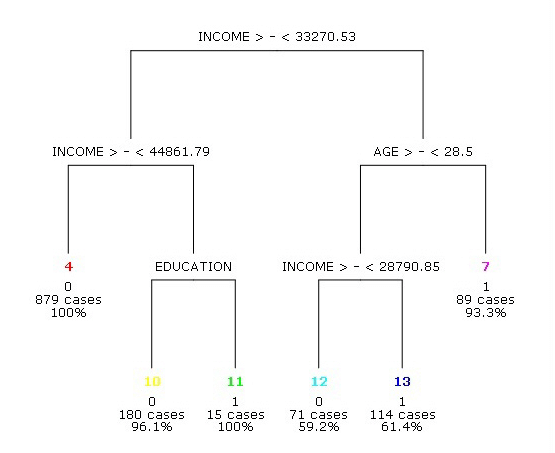 INCOME > - < 33270.53
INCOME > - < 44861.79
AGE > - < 28.5
4
0
879 cases
100%
EDUCATION
INCOME > - < 28790.85
7
1
89 cases
93.3%
10
0
180 cases
96.1%
11
1
15 cases
100%
12
0
71 cases
59.2%
13
1
114 cases
61.4%